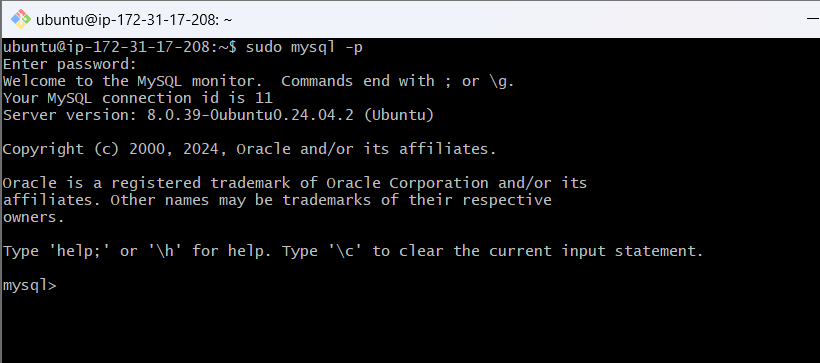 ubuntu@ip-172-31-17-208: ~
ubuntu@ip-172-31-17-208:~$ sudo mysql -p
Enter password:
Welcome to the MySQL monitor.  Commands end with ; or \g.
Your MySQL connection id is 11
Server version: 8.0.39-0ubuntu0.24.04.2 (Ubuntu)
Copyright (c) 2000, 2024, Oracle and/or its affiliates.
Oracle is a registered trademark of Oracle Corporation and/or its
affiliates. Other names may be trademarks of their respective
owners.
Type 'help;' or '\h' for help. Type '\c' to clear the current input statement.
mysql>